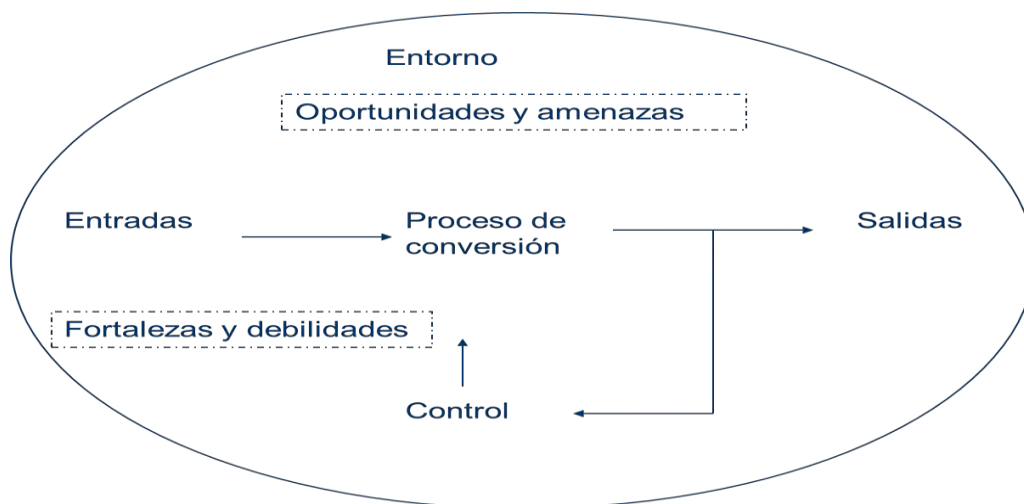 Entorno
Oportunidades y amenazas
Entradas
Proceso de
conversión
Salidas
Fortalezas y debilidades
Control